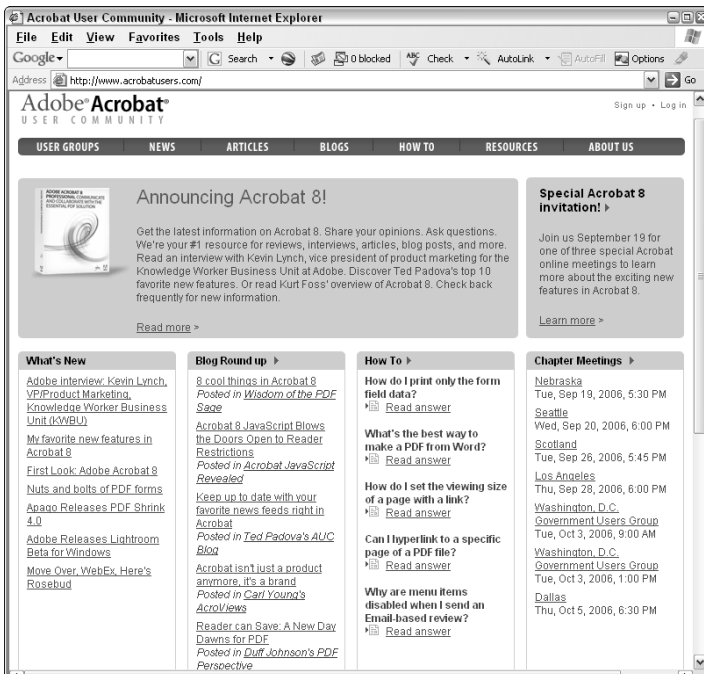 Acrobat User Community - Microsoft Internet Explorer
File Edit View Favorites Tools Help
Google Search 0 blocked ABC Check AutoLink AutoFill Options
Address http://www.acrobatusers.com/ Go
Adobe® Acrobat®
USER COMMUNITY
Sign up • Log in
USER GROUPS NEWS ARTICLES BLOGS HOW TO RESOURCES ABOUT US
ADOBE ACROBAT 8
PROFESSIONAL COMMUNICATE
AND COLLABORATE WITH THE
ESSENTIAL PDF SOLUTION
Announcing Acrobat 8!
Get the latest information on Acrobat 8. Share your opinions. Ask questions.
We're your #1 resource for reviews, interviews, articles, blog posts, and more.
Read an interview with Kevin Lynch, vice president of product marketing for the
Knowledge Worker Business Unit at Adobe. Discover Ted Padova's top 10
favorite new features. Or read Kurt Foss' overview of Acrobat 8. Check back
frequently for new information.
Read more »
Special Acrobat 8
invitation!
Join us September 19 for
one of three special Acrobat
online meetings to learn
more about the exciting new
features in Acrobat 8.
Learn more »
What's New
Adobe interview: Kevin Lynch,
VP/Product Marketing,
Knowledge Worker Business
Unit (KWBU)
My favorite new features in
Acrobat 8
First Look: Adobe Acrobat 8
Nuts and bolts of PDF forms
Apago Releases PDF Shrink
4.0
Adobe Releases Lightroom
Beta for Windows
Move Over, WebEx, Here's
Rosebud
Blog Round up
8 cool things in Acrobat 8
Posted in Wisdom of the PDF
Sage
Acrobat 8 JavaScript Blows
the Doors Open to Reader
Restrictions
Posted in Acrobat JavaScript
Revealed
Keep up to date with your
favorite news feeds right in
Acrobat
Posted in Ted Padova's AUC
Blog
Acrobat isn't just a product
anymore, it's a brand
Posted in Carl Young's
AcroViews
Reader can Save: A New Day
Dawns for PDF
Posted in Duff Johnson's PDF
Perspective
How To
How do I print only the form
field data?
Read answer
What's the best way to
make a PDF from Word?
Read answer
How do I set the viewing size
of a page with a link?
Read answer
Can I hyperlink to a specific
page of a PDF file?
Read answer
Why are menu items
disabled when I send an
Email-based review?
Read answer
Chapter Meetings
Nebraska
Tue, Sep 19, 2006, 5:30 PM
Seattle
Wed, Sep 20, 2006, 6:00 PM
Scotland
Tue, Sep 26, 2006, 5:45 PM
Los Angeles
Thu, Sep 28, 2006, 6:00 PM
Washington, D.C.
Government Users Group
Tue, Oct 3, 2006, 9:00 AM
Washington, D.C.
Government Users Group
Tue, Oct 3, 2006, 1:00 PM
Dallas
Thu, Oct 5, 2006, 6:30 PM